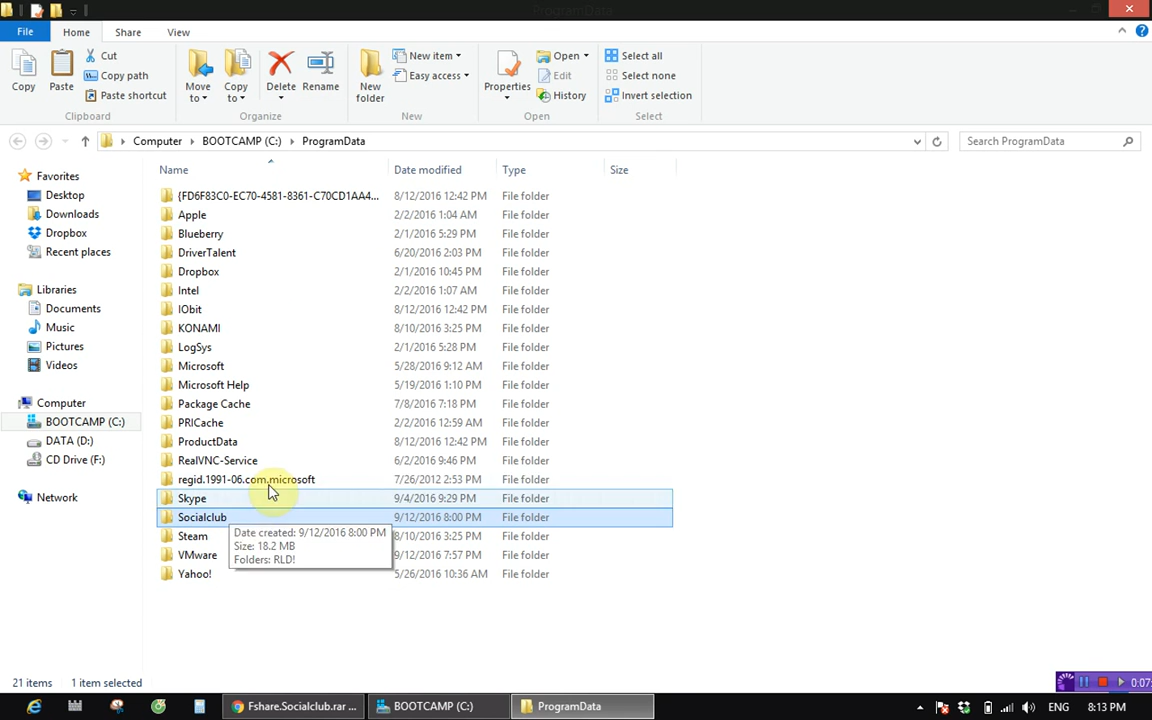 ProgramData
File
Home
Share
View
Copy
Paste
Cut
Copy path
Paste shortcut
Clipboard
Move to
Copy to
Delete
Rename
Organize
New folder
New item
Easy access
New
Properties
Open
Edit
History
Open
Select all
Select none
Invert selection
Select
Computer
BOOTCAMP (C:)
ProgramData
Search ProgramData
Name
Date modified
Type
Size
Favorites
Desktop
Downloads
Dropbox
Recent places
Libraries
Documents
Music
Pictures
Videos
Computer
BOOTCAMP (C:)
DATA (D:)
CD Drive (F:)
Network
{FD6F83C0-EC70-4581-8361-C70CD1AA4... 8/12/2016 12:42 PM File folder
Apple 2/2/2016 1:04 AM File folder
Blueberry 2/1/2016 5:29 PM File folder
DriverTalent 6/20/2016 2:03 PM File folder
Dropbox 2/1/2016 10:45 PM File folder
Intel 2/2/2016 1:07 AM File folder
IObit 8/12/2016 12:42 PM File folder
KONAMI 8/10/2016 3:25 PM File folder
LogSys 2/1/2016 5:28 PM File folder
Microsoft 5/28/2016 9:12 AM File folder
Microsoft Help 5/19/2016 1:10 PM File folder
Package Cache 7/8/2016 7:18 PM File folder
PRICache 2/2/2016 12:59 AM File folder
ProductData 8/12/2016 12:42 PM File folder
RealVNC-Service 6/2/2016 9:46 PM File folder
regid.1991-06.com.microsoft 7/26/2012 2:53 PM File folder
Skype 9/4/2016 9:29 PM File folder
Socialclub 9/12/2016 8:00 PM File folder
Steam 8/10/2016 3:25 PM File folder
VMware 9/12/2016 7:57 PM File folder
Yahoo! 5/26/2016 10:36 AM File folder
Date created: 9/12/2016 8:00 PM
Size: 18.2 MB
Folders: RLD!
21 items
1 item selected
0:07:
Fshare.Socialclub.rar ...
BOOTCAMP (C:)
ProgramData
ENG
8:13 PM